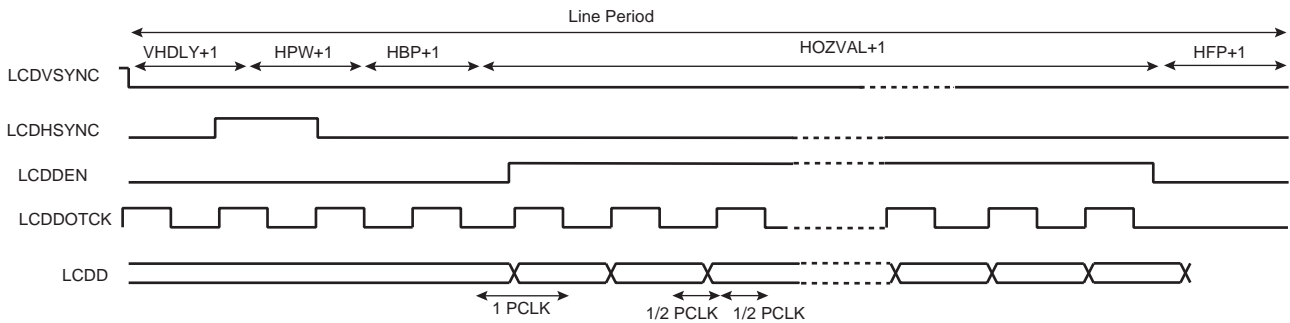 Line Period
VHDLY+1 HPW+1 HBP+1 HOZVAL+1 HFP+1
LCDVSYNC
LCDHSYNC
LCDDEN
LCDDOTCK
LCDD
1 PCLK 1/2 PCLK 1/2 PCLK